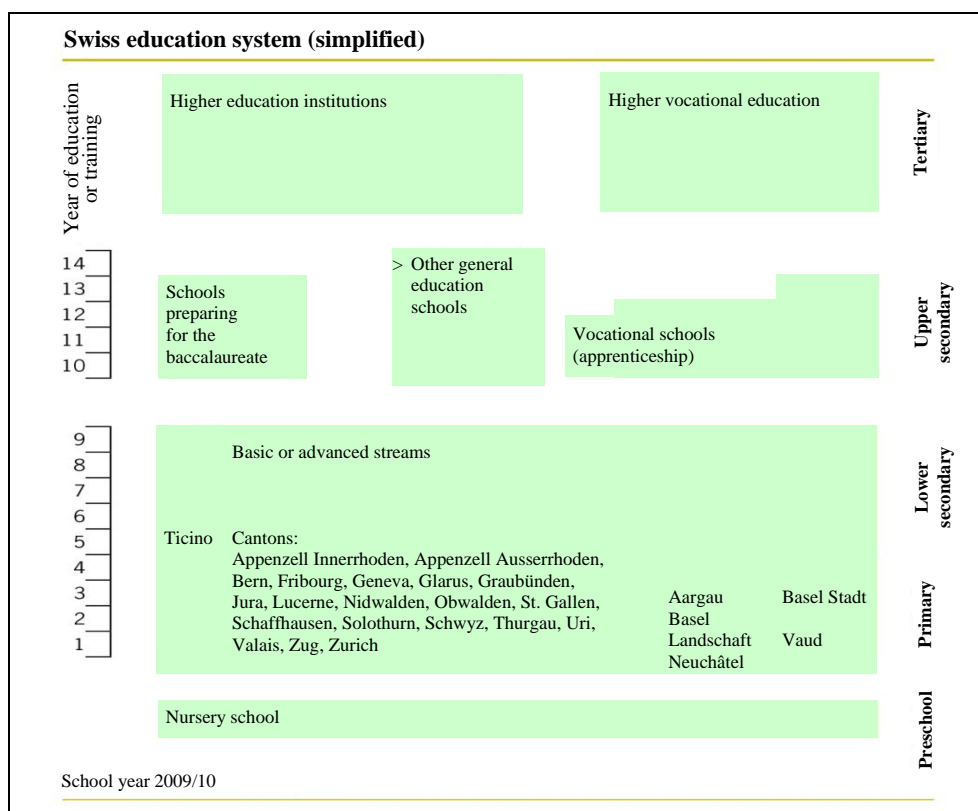 Swiss education system (simplified)
Year of education
or training
Higher education institutions
Higher vocational education
Tertiary
14
13
12
11
10
Schools
preparing
for the
baccalaureate
> Other general
education
schools
Vocational schools
(apprenticeship)
Upper
secondary
9
8
7
6
5
4
3
2
1
Basic or advanced streams
Ticino
Cantons:
Appenzell Innerrhoden, Appenzell Ausserrhoden,
Bern, Fribourg, Geneva, Glarus, Graubünden,
Jura, Lucerne, Nidwalden, Obwalden, St. Gallen,
Schaffhausen, Solothurn, Schwyz, Thurgau, Uri,
Valais, Zug, Zurich
Aargau
Basel
Landschaft
Neuchâtel
Basel Stadt
Vaud
Lower
secondary
Primary
Nursery school
Preschool
School year 2009/10